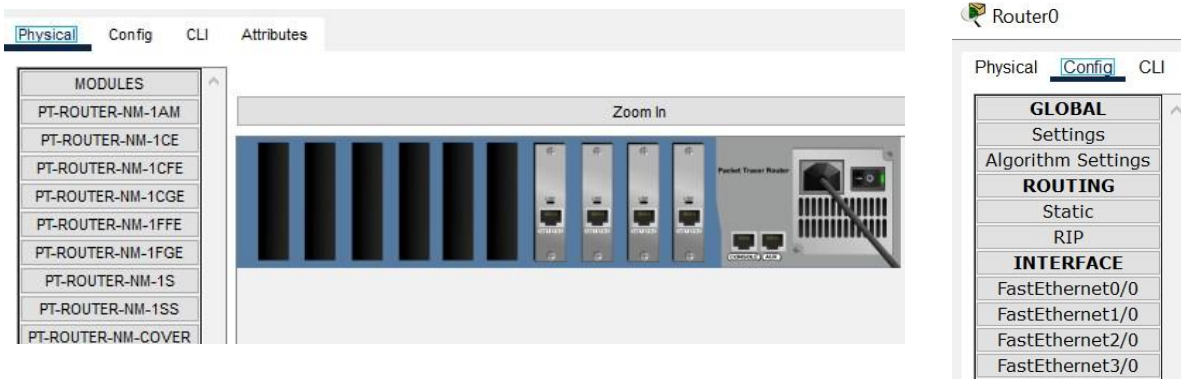 Physical Config CLI Attributes
MODULES
PT-ROUTER-NM-1AM
PT-ROUTER-NM-1CE
PT-ROUTER-NM-1CFE
PT-ROUTER-NM-1CGE
PT-ROUTER-NM-1FFE
PT-ROUTER-NM-1FGE
PT-ROUTER-NM-1S
PT-ROUTER-NM-1SS
PT-ROUTER-NM-COVER
Zoom In
Packet Tracer Router
CONSOLE AUX
Router0
Physical Config CLI
GLOBAL
Settings
Algorithm Settings
ROUTING
Static
RIP
INTERFACE
FastEthernet0/0
FastEthernet1/0
FastEthernet2/0
FastEthernet3/0